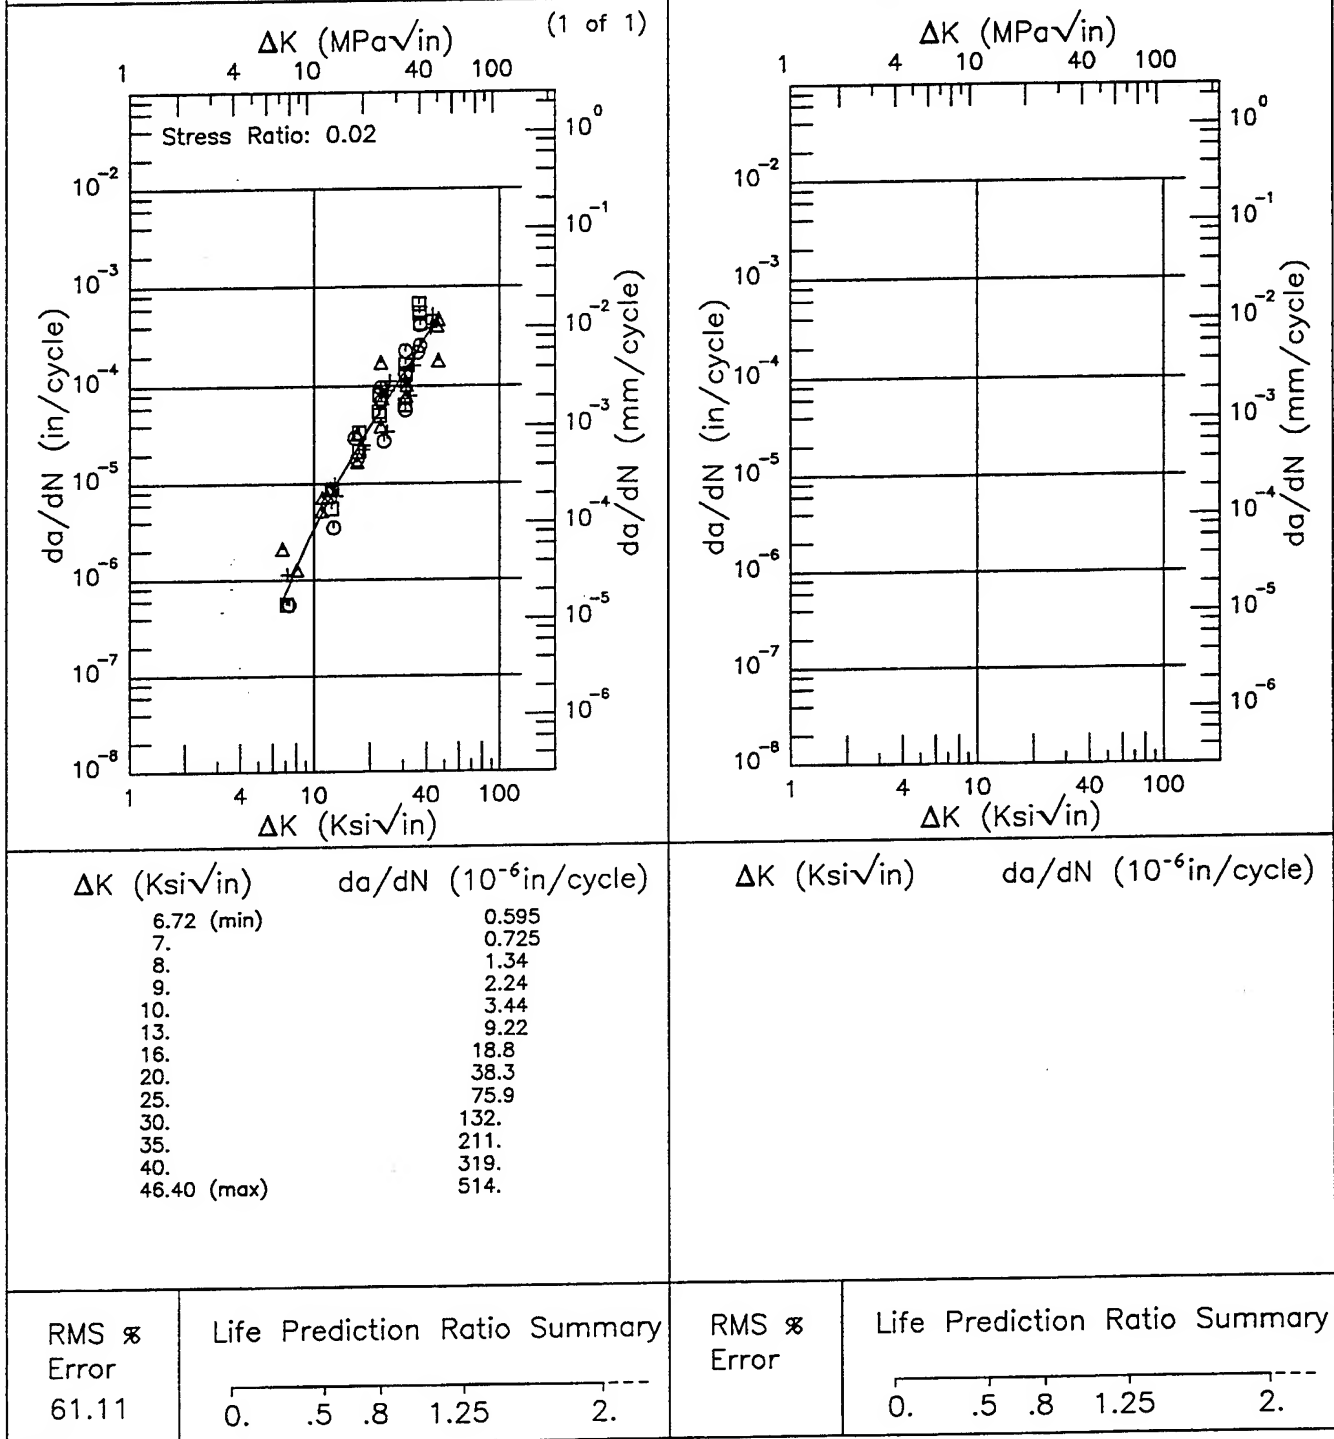 (1 of 1)
ΔK (MPa√in)
1 4 10 40 100
Stress Ratio: 0.02
10⁰
10⁻²
10⁻¹
10⁻³
10⁻²
10⁻⁴
10⁻³
10⁻⁵
10⁻⁴
10⁻⁶
10⁻⁵
10⁻⁷
10⁻⁶
10⁻⁸
da/dN (in/cycle)
da/dN (mm/cycle)
1 4 10 40 100
ΔK (Ksi√in)
ΔK (MPa√in)
1 4 10 40 100
10⁰
10⁻²
10⁻¹
10⁻³
10⁻²
10⁻⁴
10⁻³
10⁻⁵
10⁻⁴
10⁻⁶
10⁻⁵
10⁻⁷
10⁻⁶
10⁻⁸
da/dN (in/cycle)
da/dN (mm/cycle)
1 4 10 40 100
ΔK (Ksi√in)
ΔK (Ksi√in) da/dN (10⁻⁶in/cycle)
6.72 (min) 0.595
7. 0.725
8. 1.34
9. 2.24
10. 3.44
13. 9.22
16. 18.8
20. 38.3
25. 75.9
30. 132.
35. 211.
40. 319.
46.40 (max) 514.
ΔK (Ksi√in) da/dN (10⁻⁶in/cycle)
RMS %
Error
61.11
Life Prediction Ratio Summary
0. .5 .8 1.25 2.
RMS %
Error
Life Prediction Ratio Summary
0. .5 .8 1.25 2.